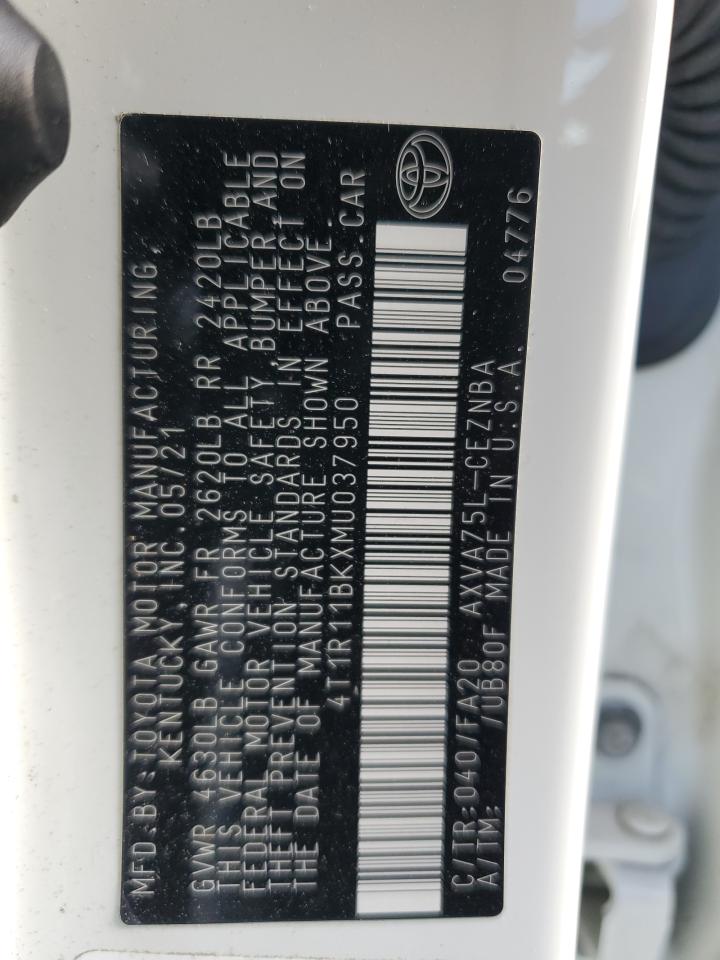 MFD.BY:TOYOTA MOTOR MANUFACTURING,
KENTUCKY,INC.05/21
GVWR 4630LB GAWR FR 2620LB RR 2420LB
THIS VEHICLE CONFORMS TO ALL APPLICABLE
FEDERAL MOTOR VEHICLE SAFETY, BUMPER AND
THEFT PREVENTION STANDARDS IN EFFECT ON
THE DATE OF MANUFACTURE SHOWN ABOVE.
4T1R11BKXMU037950 PASS.CAR
C/TR:040/FA20 AXVA75L-CEZNBA
A/TM: /UB80F MADE IN U.S.A. 04776